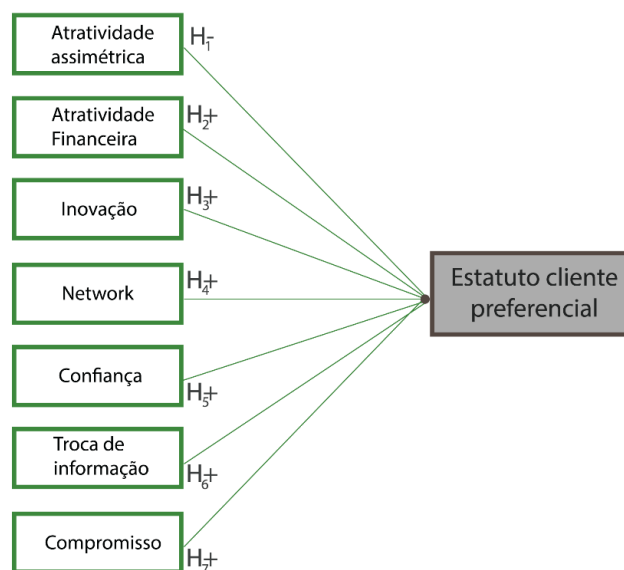 Atratividade
assimétrica
H1-
Atratividade
Financeira
H2+
Inovação
H3+
Network
H4+
Confiança
H5+
Troca de
informação
H6+
Compromisso
H7+
Estatuto cliente
preferencial